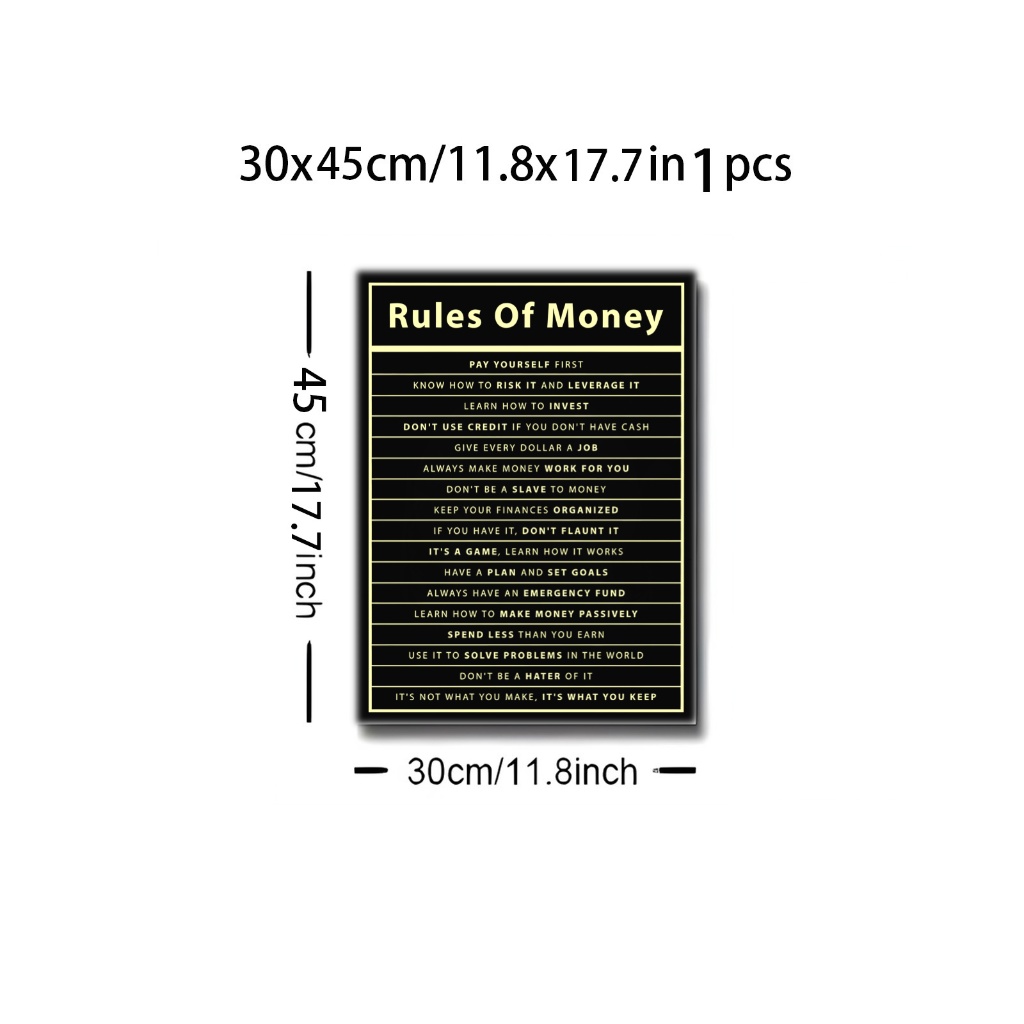 30x45cm/11.8x17.7in 1 pcs
45 cm/17.7inch
Rules Of Money
PAY YOURSELF FIRST
KNOW HOW TO RISK IT AND LEVERAGE IT
LEARN HOW TO INVEST
DON'T USE CREDIT IF YOU DON'T HAVE CASH
GIVE EVERY DOLLAR A JOB
ALWAYS MAKE MONEY WORK FOR YOU
DON'T BE A SLAVE TO MONEY
KEEP YOUR FINANCES ORGANIZED
IF YOU HAVE IT, DON'T FLAUNT IT
IT'S A GAME, LEARN HOW IT WORKS
HAVE A PLAN AND SET GOALS
ALWAYS HAVE AN EMERGENCY FUND
LEARN HOW TO MAKE MONEY PASSIVELY
SPEND LESS THAN YOU EARN
USE IT TO SOLVE PROBLEMS IN THE WORLD
DON'T BE A HATER OF IT
IT'S NOT WHAT YOU MAKE, IT'S WHAT YOU KEEP
30cm/11.8inch